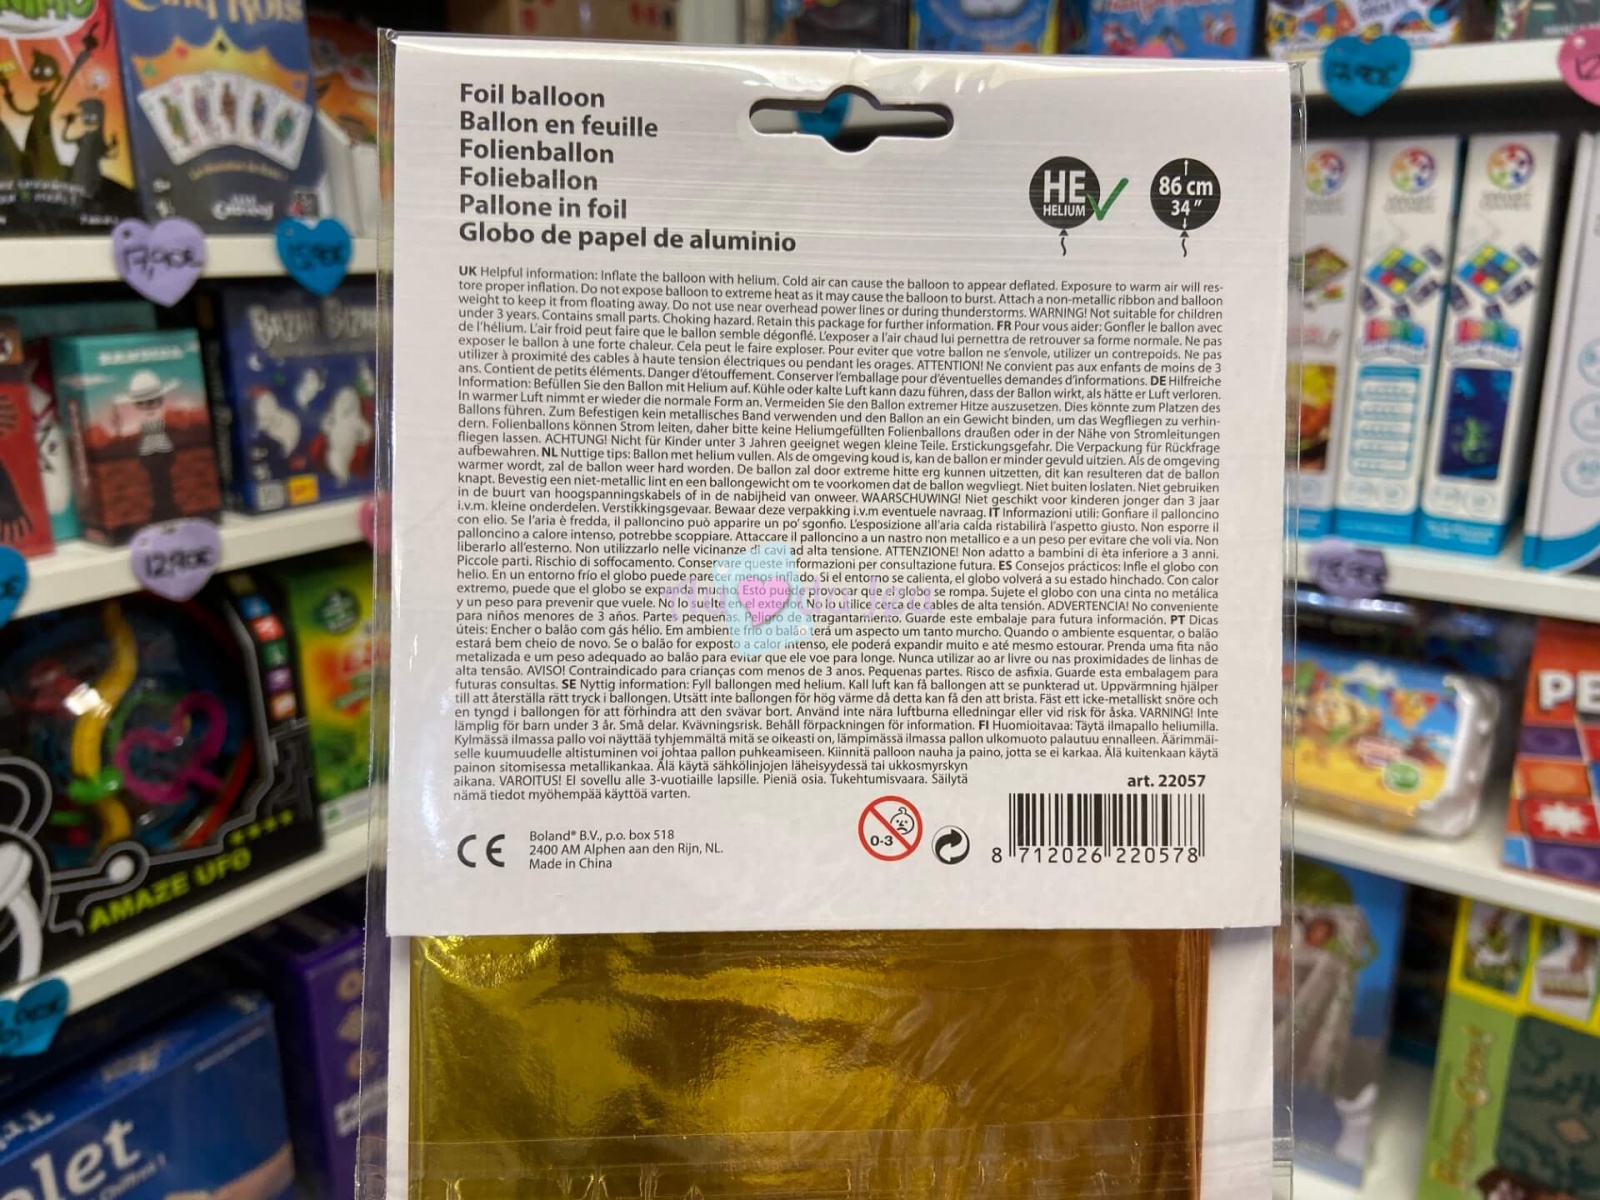 Foil balloon
Ballon en feuille
Folienballon
Folieballon
Pallone in foil
Globo de papel de aluminio
HE
HELIUM
86 cm
34"
UK Helpful information: Inflate the balloon with helium. Cold air can cause the balloon to appear deflated. Exposure to warm air will res-
tore proper inflation. Do not expose balloon to extreme heat as it may cause the balloon to burst. Attach a non-metallic ribbon and balloon
weight to keep it from floating away. Do not use near overhead power lines or during thunderstorms. WARNING! Not suitable for children
under 3 years. Contains small parts. Choking hazard. Retain this package for further information. FR Pour vous aider: Gonfler le ballon avec
de l'hélium. L'air froid peut faire que le ballon semble dégonflé. L'exposer a l'air chaud lui pernettra de retrouver sa forme normale. Ne pas
exposer le ballon à une forte chaleur. Cela peut le faire exploser. Pour eviter que votre ballon ne s'envole, utilizer un contrepoids. Ne pas
utilizer à proximité des cables à haute tension électriques ou pendant les orages. ATTENTION! Ne convient pas aux enfants de moins de 3
ans. Contient de petits éléments. Danger d'étouffement. Conserver l'emballage pour d'éventuelles demandes d'informations. DE Hilfreiche
Information: Befüllen Sie den Ballon mit Helium auf. Kühle oder kalte Luft kann dazu führen, dass der Ballon wirkt, als hätte er Luft verloren.
In warmer Luft nimmt er wieder die normale Form an. Vermeiden Sie den Ballon extremer Hitze auszusetzen. Dies könnte zum Platzen des
Ballons führen. Zum Befestigen kein metallisches Band verwenden und den Ballon an ein Gewicht binden, um das Wegfliegen zu verhin-
dern. Folienballons können Strom leiten, daher bitte keine Heliumgefüllten Folienballons draußen oder in der Nähe von Stromleitungen
fliegen lassen. ACHTUNG! Nicht für Kinder unter 3 Jahren geeignet wegen kleine Teile. Erstickungsgefahr. Die Verpackung für Rückfrage
aufbewahren. NL Nuttige tips: Ballon met helium vullen. Als de omgeving koud is, kan de ballon er minder gevuld uitzien. Als de omgeving
warmer wordt, zal de ballon weer hard worden. De ballon zal door extreme hitte erg kunnen uitzetten, dit kan resulteren dat de ballon
knapt. Bevestig een niet-metallic lint en een ballongewicht om te voorkomen dat de ballon wegvliegt. Niet buiten loslaten. Niet gebruiken
in de buurt van hoogspanningskabels of in de nabijheid van onweer. WAARSCHUWING! Niet geschikt voor kinderen jonger dan 3 jaar
i.v.m. kleine onderdelen. Verstikkingsgevaar. Bewaar deze verpakking i.v.m eventuele navraag. IT Informazioni utili: Gonfiare il palloncino
con elio. Se l'aria è fredda, il palloncino può apparire un po' sgonfio. L'esposizione all'aria calda ristabilirà l'aspetto giusto. Non esporre il
palloncino a calore intenso, potrebbe scoppiare. Attaccare il palloncino a un nastro non metallico e a un peso per evitare che voli via. Non
liberarlo all'esterno. Non utilizzarlo nelle vicinanze di cavi ad alta tensione. ATTENZIONE! Non adatto a bambini di èta inferiore a 3 anni.
Piccole parti. Rischio di soffocamento. Conservare queste informazioni per consultazione futura. ES Consejos prácticos: Infle el globo con
helio. En un entorno frío el globo puede parecer menos inflado. Si el entorno se calienta, el globo volverá a su estado hinchado. Con calor
extremo, puede que el globo se expanda mucho. Esto puede provocar que el globo se rompa. Sujete el globo con una cinta no metálica
y un peso para prevenir que vuele. No lo suelte en el exterior. No lo utilice cerca de cables de alta tensión. ADVERTENCIA! No conveniente
para niños menores de 3 años. Partes pequeñas. Peligro de atragantamiento. Guarde este embalaje para futura información. PT Dicas
úteis: Encher o balão com gás hélio. Em ambiente frío o balão terá um aspecto um tanto murcho. Quando o ambiente esquentar, o balão
estará bem cheio de novo. Se o balão for exposto a calor intenso, ele poderá expandir muito e até mesmo estourar. Prenda uma fita não
metalizada e um peso adequado ao balão para evitar que ele voe para longe. Nunca utilizar ao ar livre ou nas proximidades de linhas de
alta tensão. AVISO! Contraindicado para crianças com menos de 3 anos. Pequenas partes. Risco de asfixia. Guarde esta embalagem para
futuras consultas. SE Nyttig information: Fyll ballongen med helium. Kall luft kan få ballongen att se punkterad ut. Uppvärmning hjälper
till att återställa rätt tryck i ballongen. Utsätt inte ballongen för hög värme då detta kan få den att brista. Fäst ett icke-metalliskt snöre och
en tyngd i ballongen för att förhindra att den svävar bort. Använd inte nära luftburna elledningar eller vid risk för åska. VARNING! Inte
lämplig för barn under 3 år. Små delar. Kvävningsrisk. Behåll förpackningen för information. FI Huomioitavaa: Täytä ilmapallo heliumilla.
Kylmässä ilmassa pallo voi näyttää tyhjemmältä mitä se oikeasti on, lämpimässä ilmassa pallon ulkomuoto palautuu ennalleen. Äärimmäi-
selle kuumuudelle altistuminen voi johtaa pallon puhkeamiseen. Kiinnitä palloon nauha ja paino, jotta se ei karkaa. Älä kuitenkaan käytä
painon sitomisessa metallikankaa. Älä käytä sähkölinjojen läheisyydessä tai ukkosmyrskyn
aikana. VAROITUS! EI sovellu alle 3-vuotiaille lapsille. Pieniä osia. Tukehtumisvaara. Säilytä
nämä tiedot myöhempää käyttöä varten.
art. 22057
CE
Boland® B.V., p.o. box 518
2400 AM Alphen aan den Rijn, NL.
Made in China
0-3
8 712026 220578
17,90€
12,90€
BANDIDA
AMAZE UFO